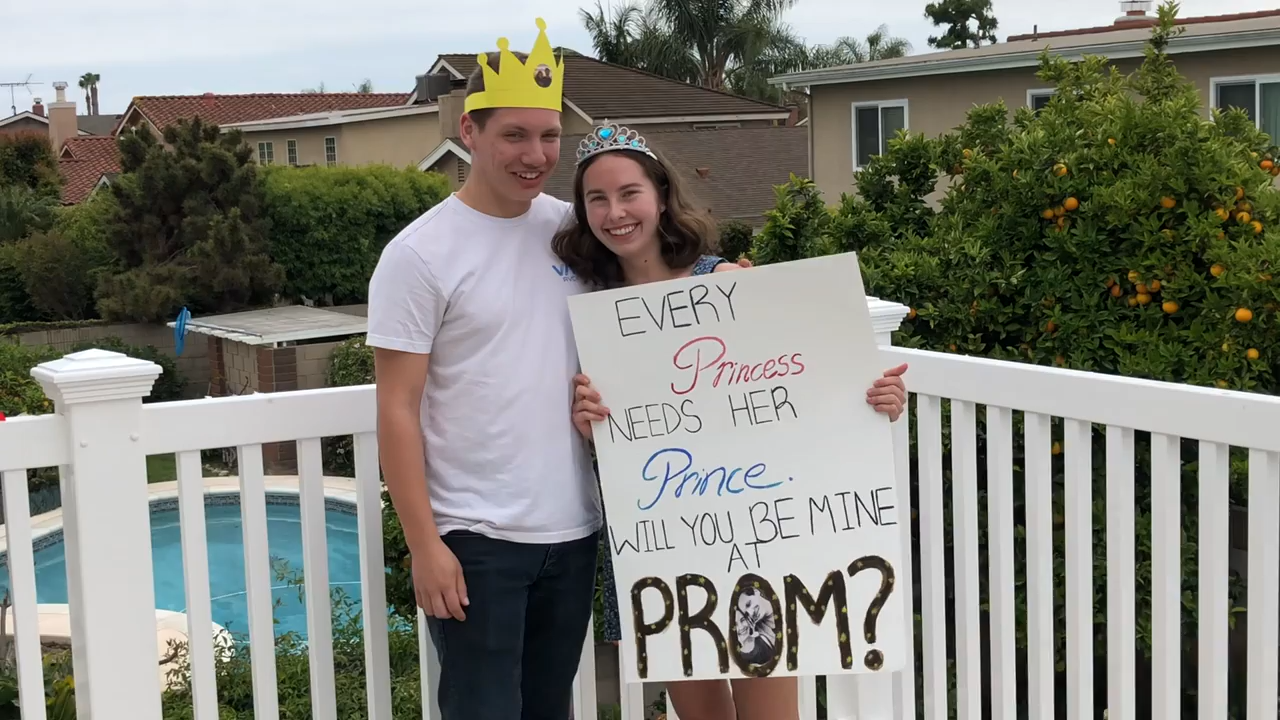 EVERY
Princess
NEEDS HER
Prince.
WILL YOU BE MINE
AT
PROM?